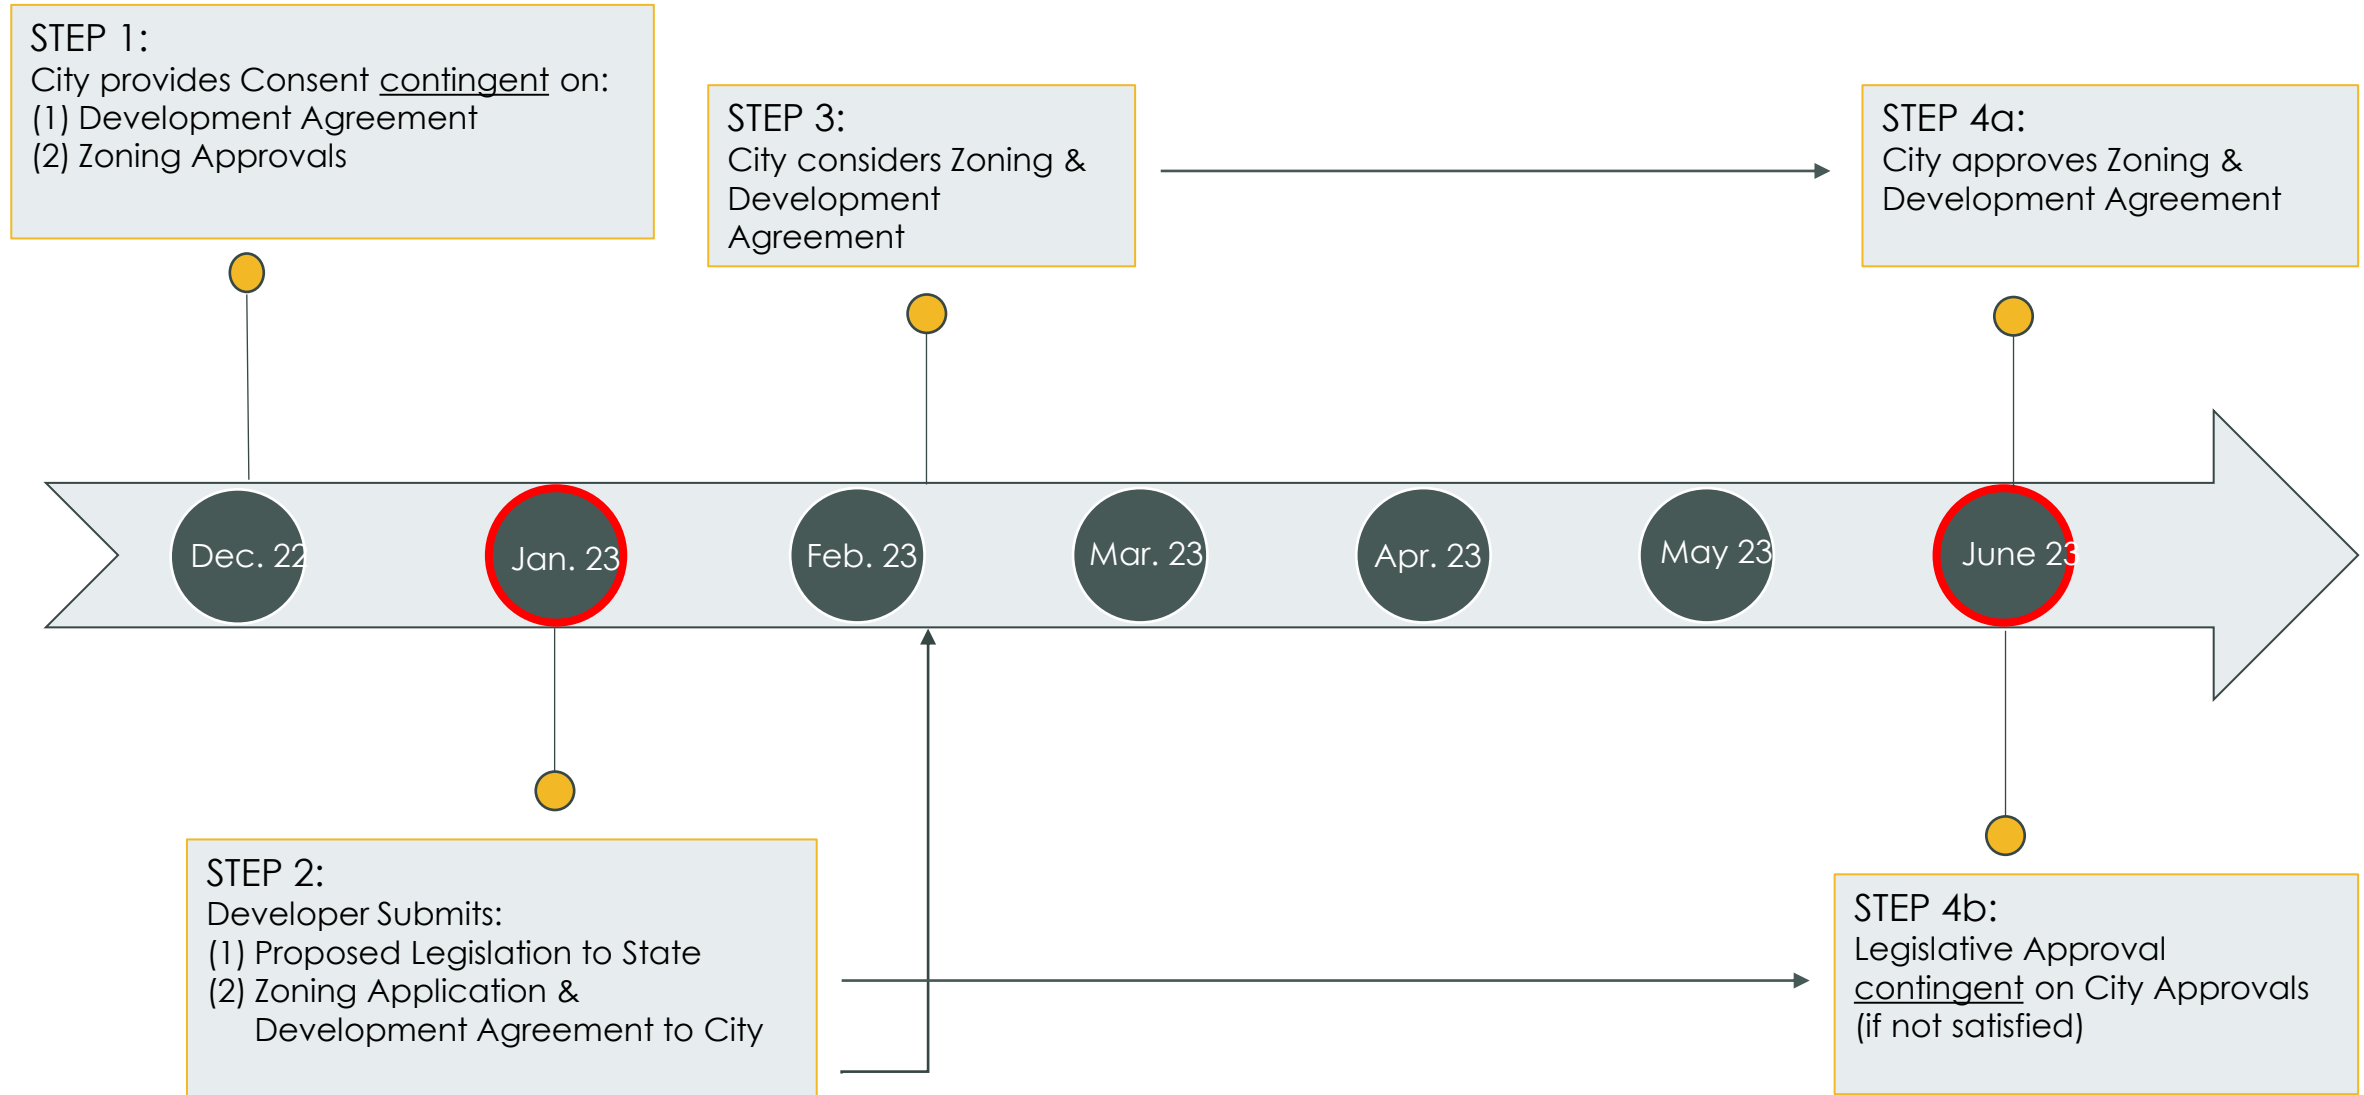 STEP 1:
City provides Consent contingent on:
(1) Development Agreement
(2) Zoning Approvals
STEP 3:
City considers Zoning &
Development
Agreement
STEP 4a:
City approves Zoning &
Development Agreement
Dec. 22
Jan. 23
Feb. 23
Mar. 23
Apr. 23
May 23
June 23
STEP 2:
Developer Submits:
(1) Proposed Legislation to State
(2) Zoning Application &
Development Agreement to City
STEP 4b:
Legislative Approval
contingent on City Approvals
(if not satisfied)